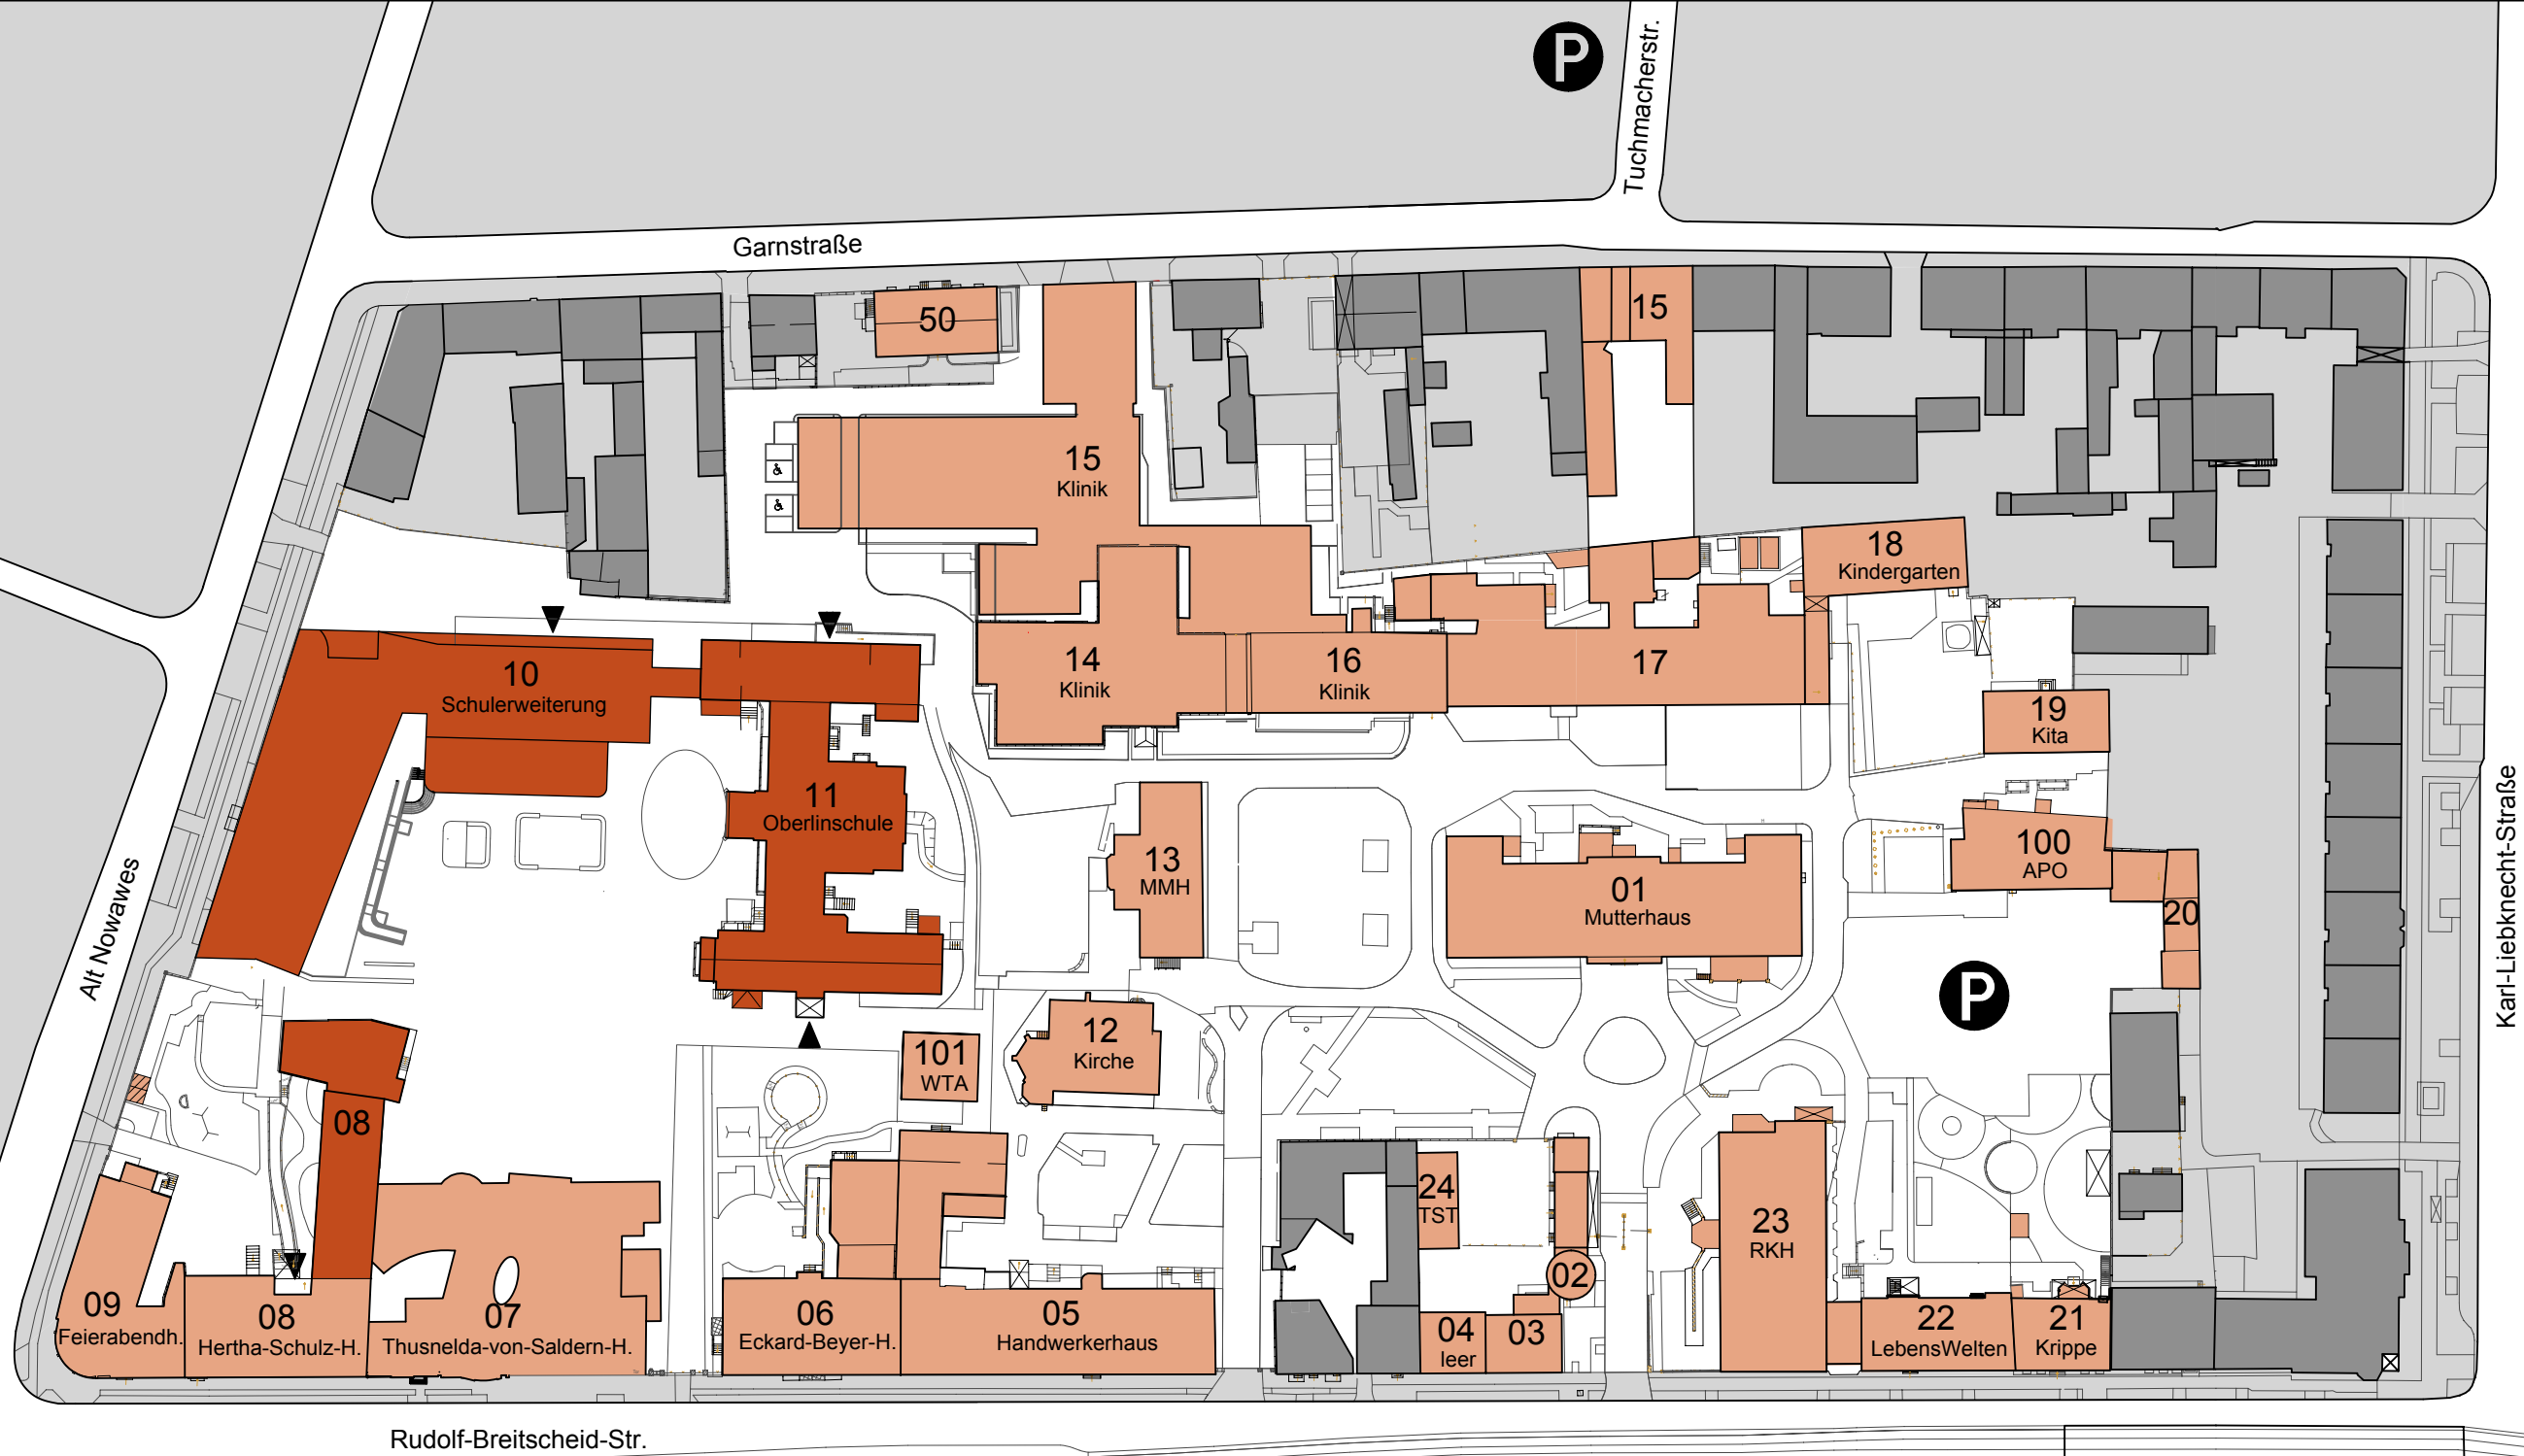 P
Tuchmacherstr.
Garnstraße
50
15
15
Klinik
18
Kindergarten
10
Schulerweiterung
14
Klinik
16
Klinik
17
19
Kita
11
Oberlinschule
13
MMH
01
Mutterhaus
100
APO
20
Alt Nowawes
Karl-Liebknecht-Straße
P
12
Kirche
101
WTA
08
24
TST
23
RKH
02
09
Feierabendh.
08
Hertha-Schulz-H.
07
Thusnelda-von-Saldern-H.
06
Eckard-Beyer-H.
05
Handwerkerhaus
04
leer
03
22
LebensWelten
21
Krippe
Rudolf-Breitscheid-Str.